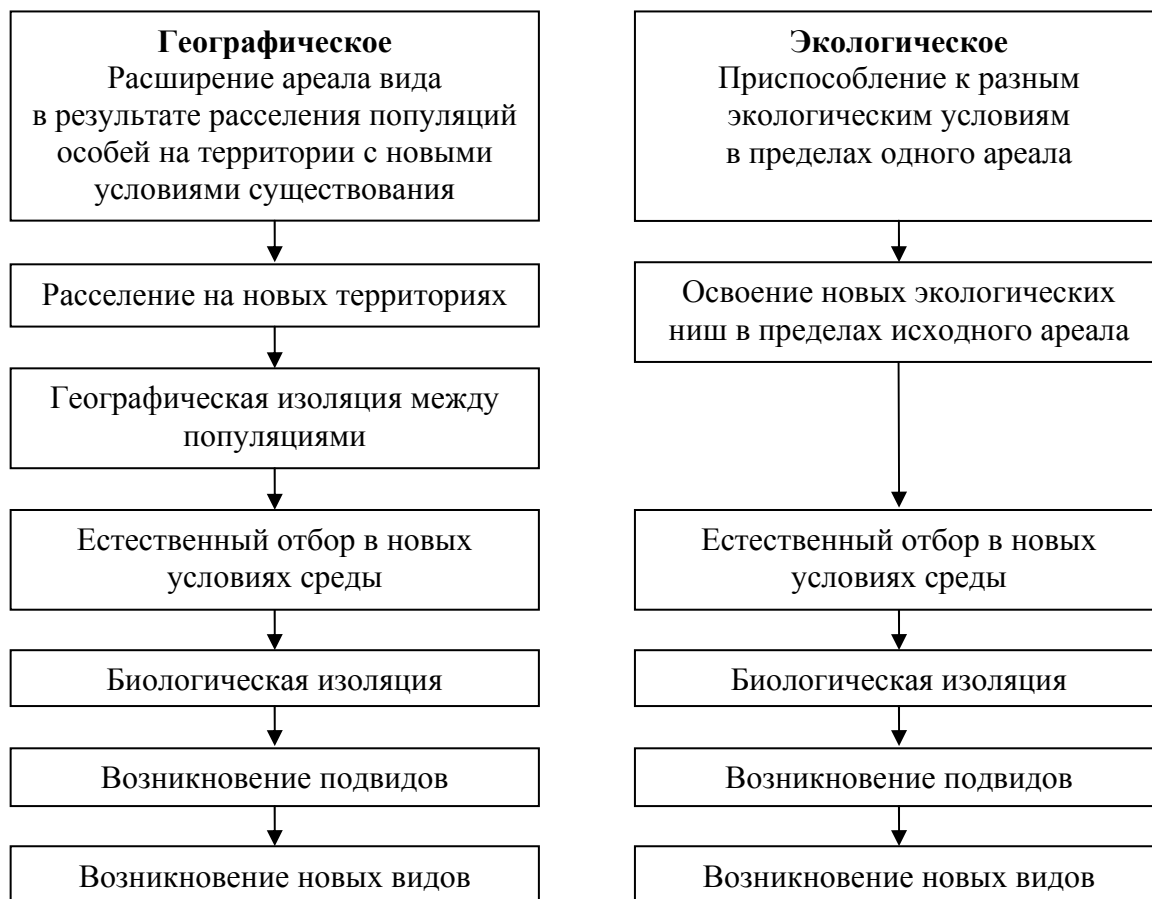 Географическое
Расширение ареала вида
в результате расселения популяций
особей на территории с новыми
условиями существования
Расселение на новых территориях
Географическая изоляция между
популяциями
Естественный отбор в новых
условиях среды
Биологическая изоляция
Возникновение подвидов
Возникновение новых видов
Экологическое
Приспособление к разным
экологическим условиям
в пределах одного ареала
Освоение новых экологических
ниш в пределах исходного ареала
Естественный отбор в новых
условиях среды
Биологическая изоляция
Возникновение подвидов
Возникновение новых видов